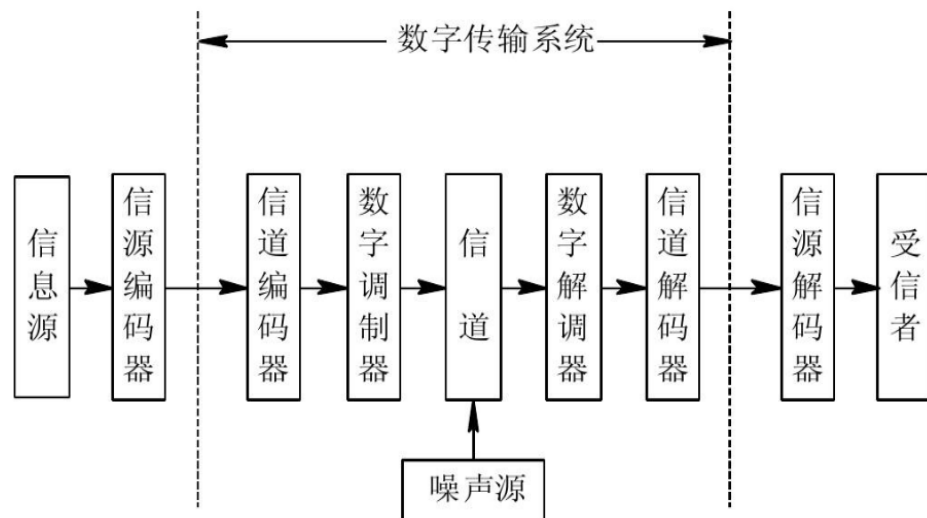 数字传输系统
信息源
信源编码器
信道编码器
数字调制器
信道
数字解调器
信道解码器
信源解码器
受信者
噪声源